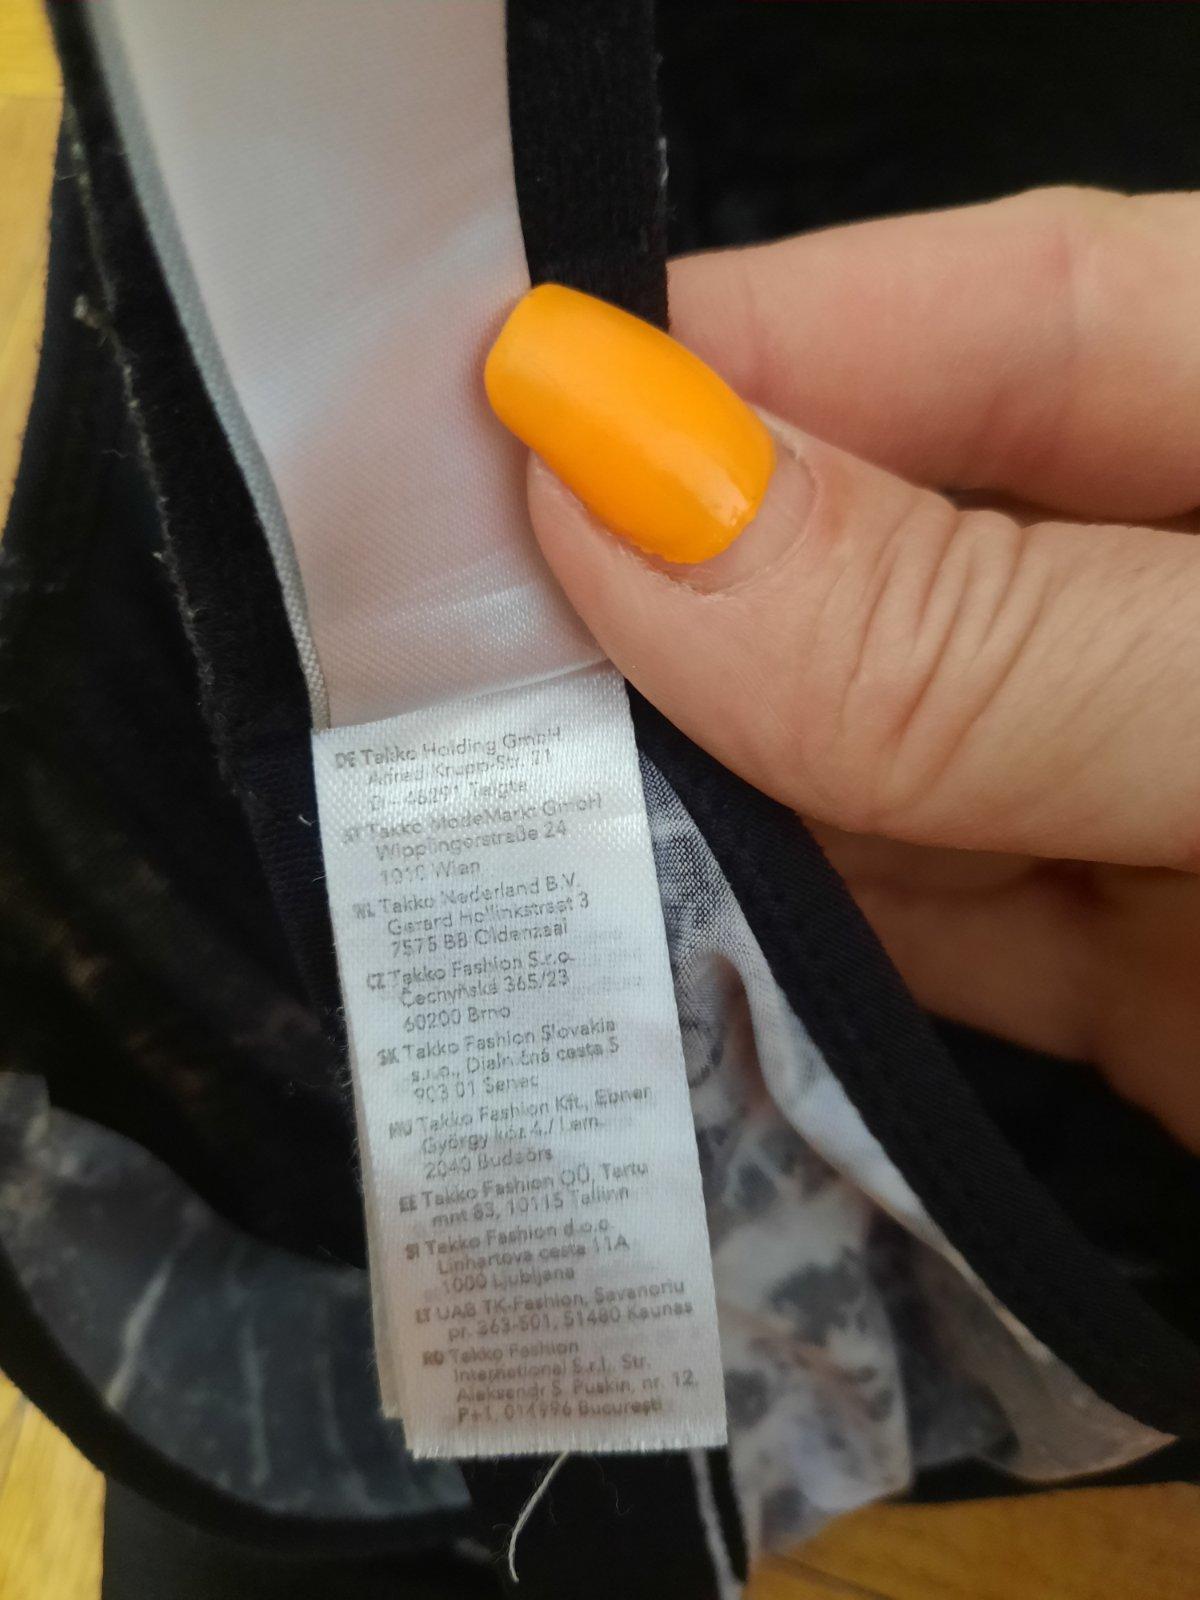 DE Takko Holding GmbH
Alfred-Krupp-Str. 21
D - 48291 Telgte
AT Takko ModeMarkt GmbH
Wipplingerstraße 24
1010 Wien
NL Takko Nederland B.V.
Gerard Hollinkstraat 3
7575 BB Oldenzaal
CZ Takko Fashion S.r.o.
Čechyňská 365/23
60200 Brno
SK Takko Fashion Slovakia
s.r.o., Dialničná cesta 5
903 01 Senec
HU Takko Fashion Kft., Ebner
György köz 4./ I.em.
2040 Budaörs
EE Takko Fashion OÜ, Tartu
mnt 83, 10115 Tallinn
SI Takko Fashion d.o.o.
Linhartova cesta 11A
1000 Ljubljana
LT UAB TK-Fashion, Savanoriu
pr. 363-501, 51480 Kaunas
RO Takko Fashion
International S.r.l. Str.
Aleksandr S. Puskin, nr. 12,
P+1, 011996 Bucureşti